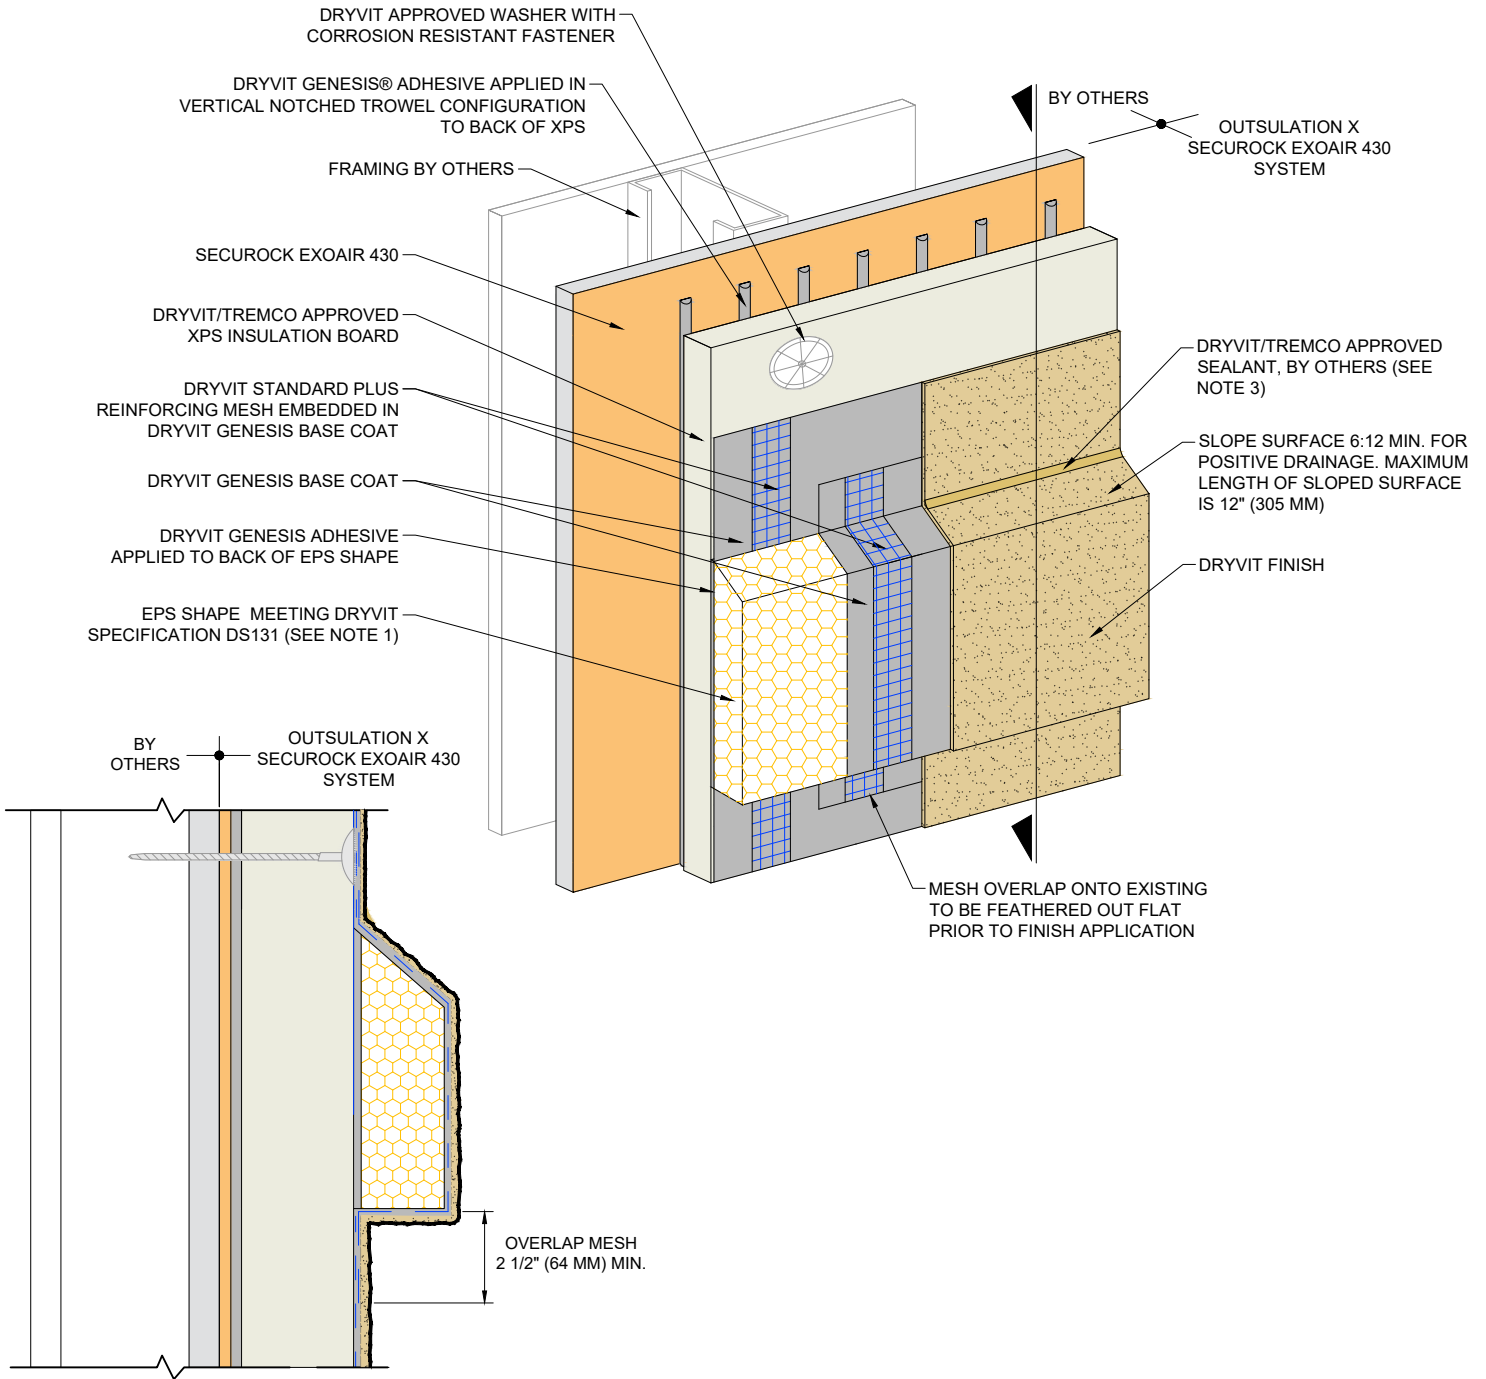 DRYVIT APPROVED WASHER WITH
CORROSION RESISTANT FASTENER
DRYVIT GENESIS® ADHESIVE APPLIED IN
VERTICAL NOTCHED TROWEL CONFIGURATION
TO BACK OF XPS
FRAMING BY OTHERS
SECUROCK EXOAIR 430
DRYVIT/TREMCO APPROVED
XPS INSULATION BOARD
DRYVIT STANDARD PLUS
REINFORCING MESH EMBEDDED IN
DRYVIT GENESIS BASE COAT
DRYVIT GENESIS BASE COAT
DRYVIT GENESIS ADHESIVE
APPLIED TO BACK OF EPS SHAPE
EPS SHAPE MEETING DRYVIT
SPECIFICATION DS131 (SEE NOTE 1)
BY OTHERS
OUTSULATION X
SECUROCK EXOAIR 430
SYSTEM
DRYVIT/TREMCO APPROVED
SEALANT, BY OTHERS (SEE
NOTE 3)
SLOPE SURFACE 6:12 MIN. FOR
POSITIVE DRAINAGE. MAXIMUM
LENGTH OF SLOPED SURFACE
IS 12" (305 MM)
DRYVIT FINISH
MESH OVERLAP ONTO EXISTING
TO BE FEATHERED OUT FLAT
PRIOR TO FINISH APPLICATION
BY
OTHERS
OUTSULATION X
SECUROCK EXOAIR 430
SYSTEM
OVERLAP MESH
2 1/2" (64 MM) MIN.